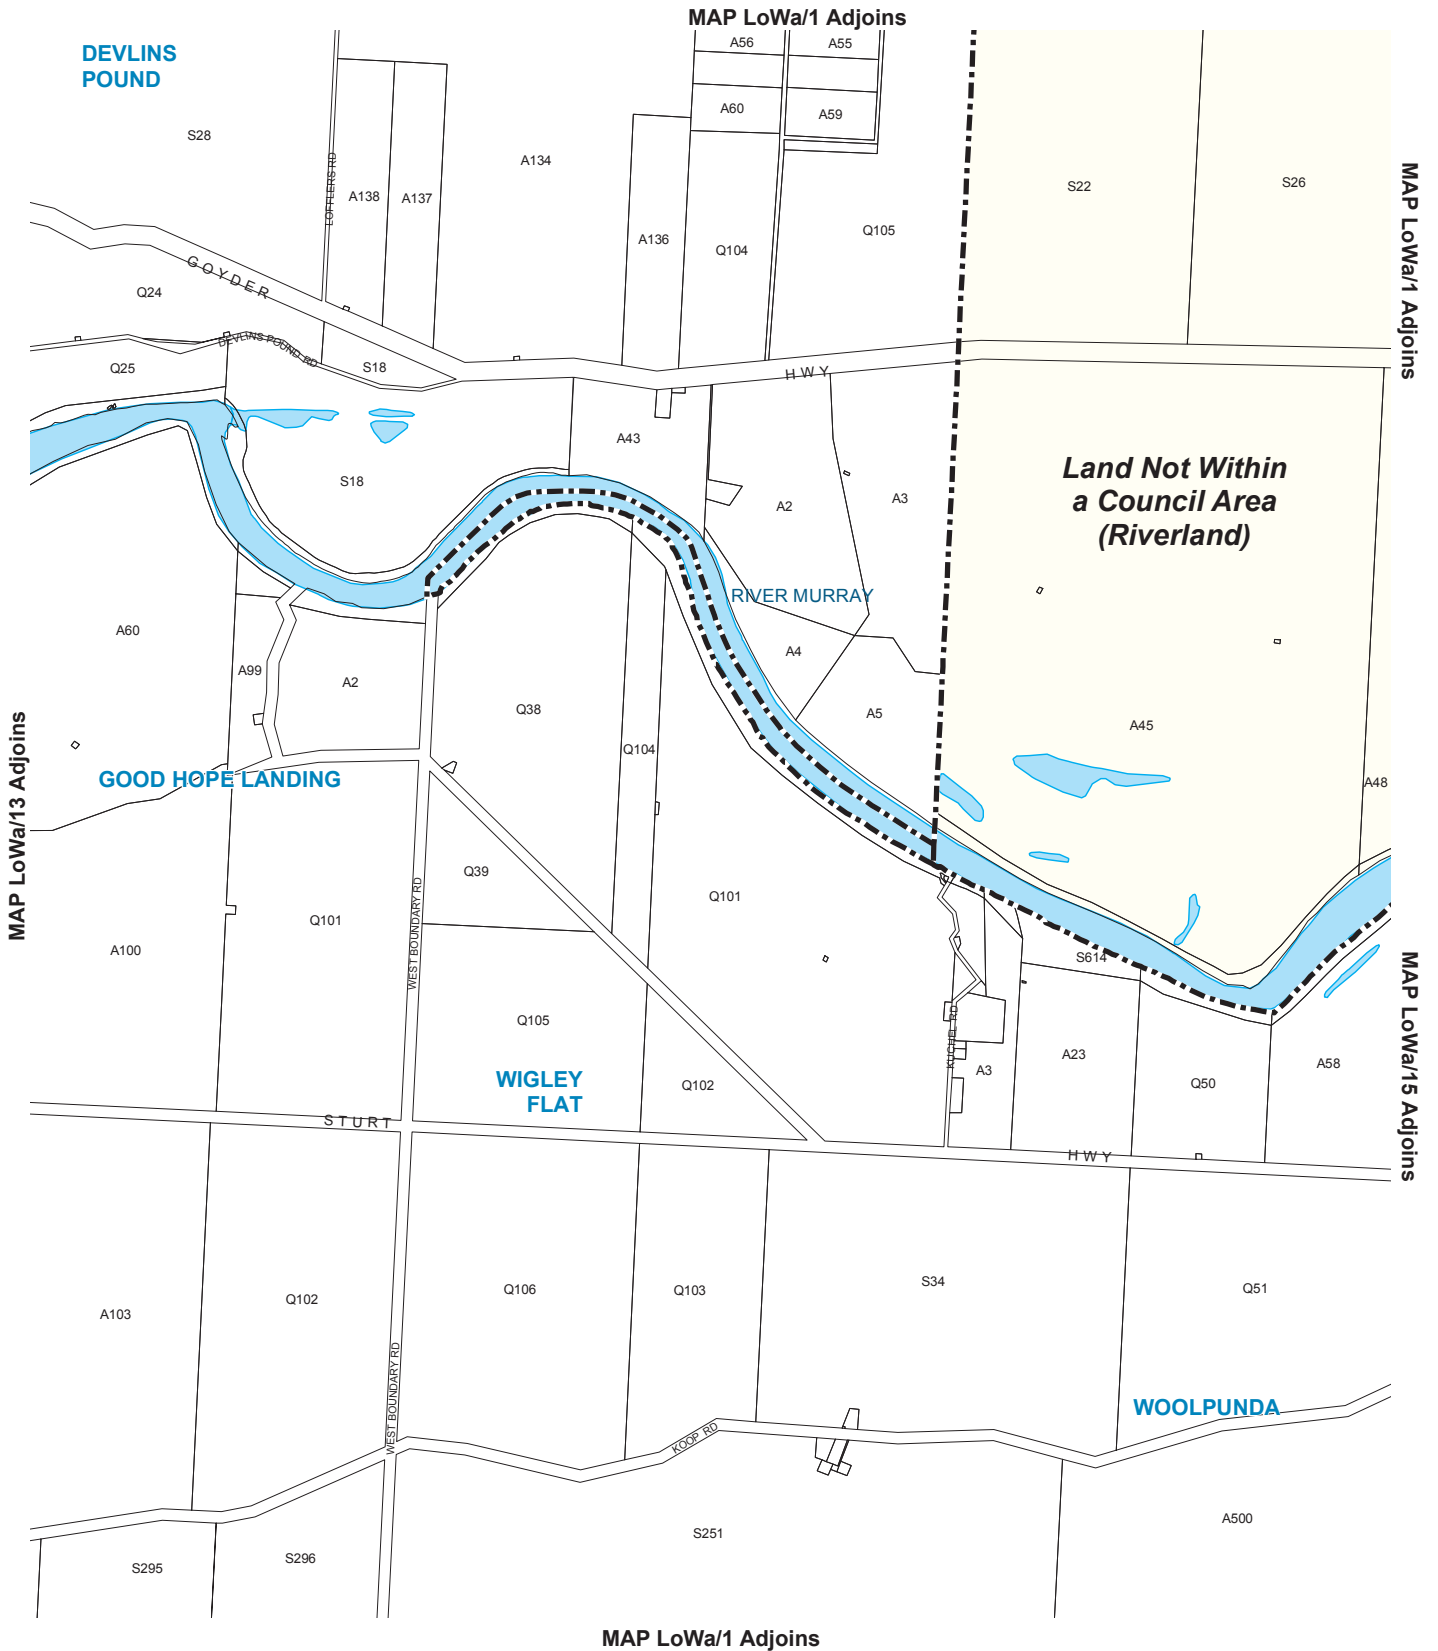 MAP LoWa/1 Adjoins
DEVLINS
POUND
A56
A55
A60
A59
S28
A134
LOFFLERS RD
A138
A137
A136
Q104
Q105
S22
S26
MAP LoWa/1 Adjoins
GOYDER
Q24
DEVLINS POUND RD
Q25
S18
HWY
A43
S18
A2
A3
Land Not Within
a Council Area
(Riverland)
RIVER MURRAY
A60
A99
A2
A4
Q38
A5
A45
Q104
A48
GOOD HOPE LANDING
MAP LoWa/13 Adjoins
Q39
Q101
WEST BOUNDARY RD
Q101
A100
S614
MAP LoWa/15 Adjoins
Q105
KUCHEL RD
WIGLEY
FLAT
Q102
A3
A23
Q50
A58
STURT
HWY
A103
Q102
Q106
Q103
S34
Q51
WEST BOUNDARY RD
WOOLPUNDA
KOOP RD
S295
S296
S251
A500
MAP LoWa/1 Adjoins